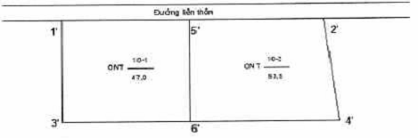 Đường liên thôn
1'
5'
2'
ONT 10-1
47,0
ONT 10-2
53,5
3'
6'
4'